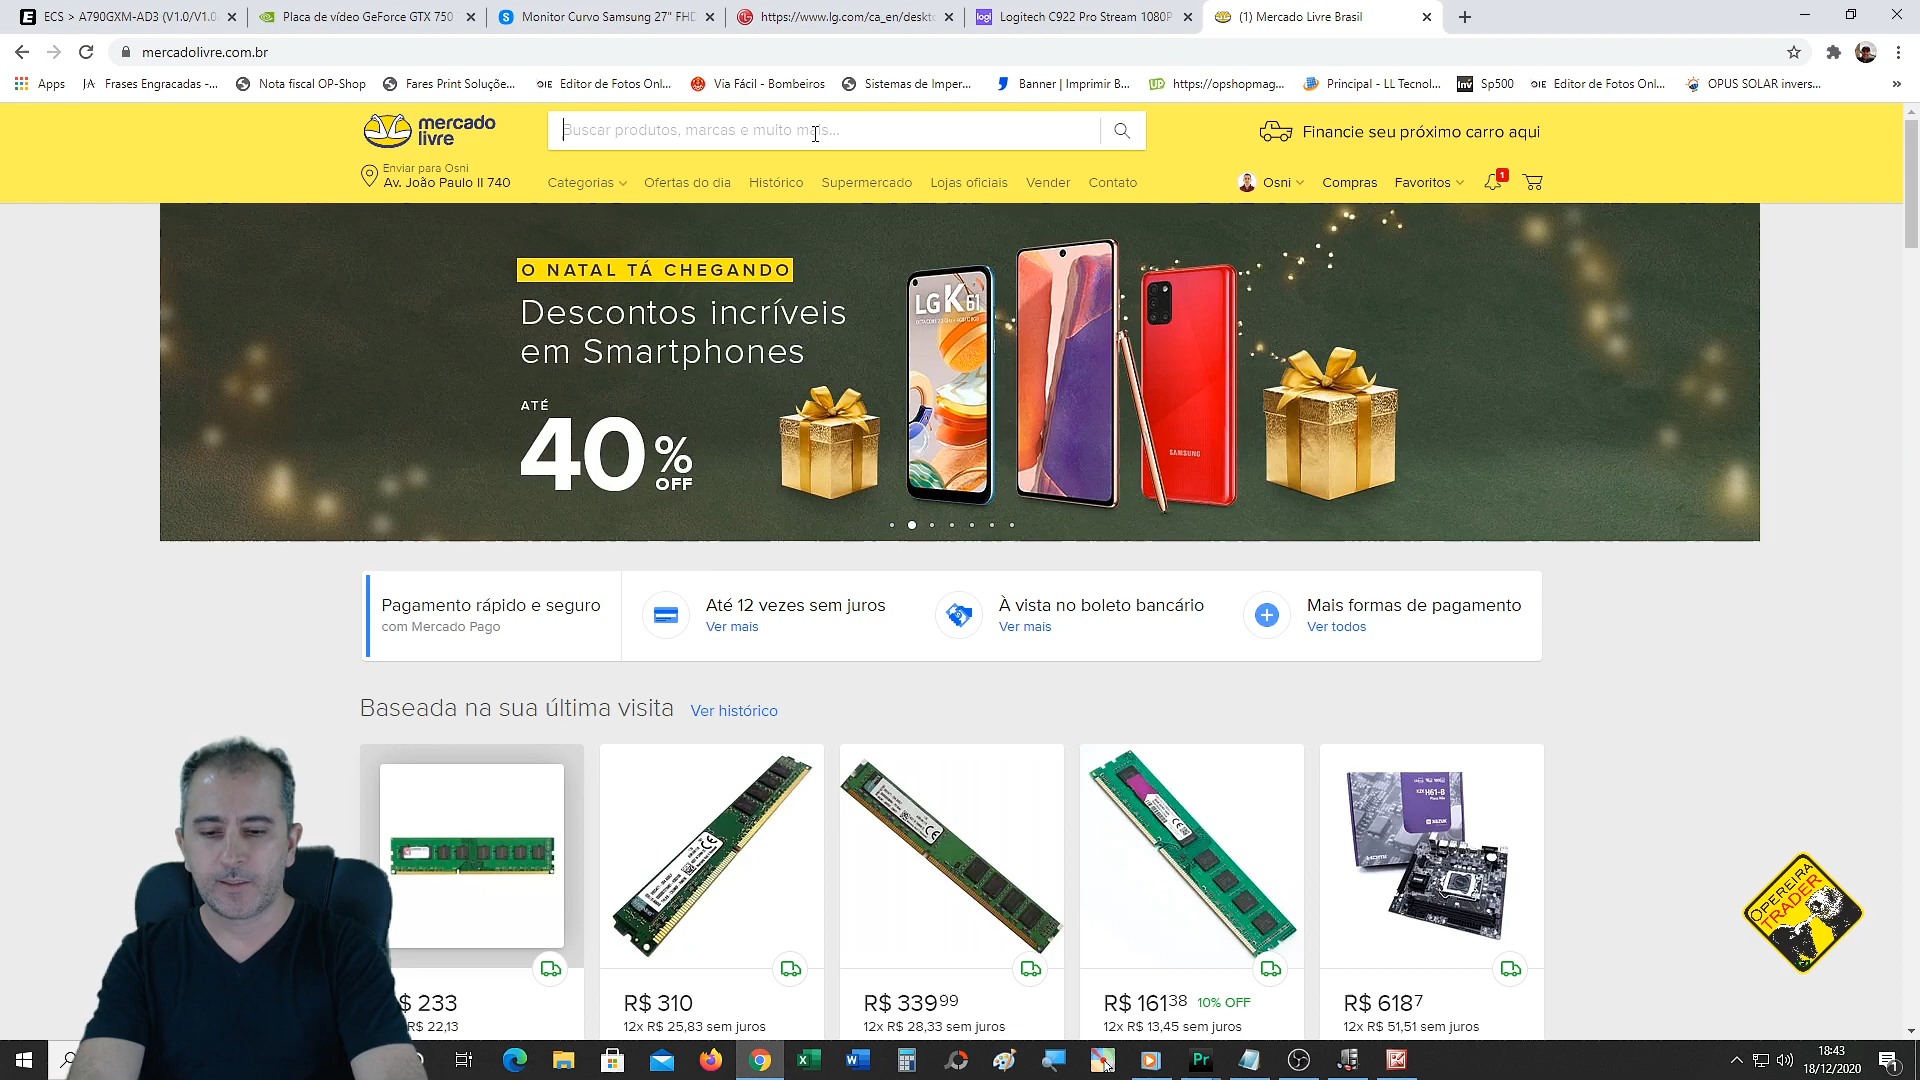 ECS > A790GXM-AD3 (V1.0/V1.0
Placa de vídeo GeForce GTX 750
Monitor Curvo Samsung 27" FHD
https://www.lg.com/ca_en/deskto
Logitech C922 Pro Stream 1080P
(1) Mercado Livre Brasil
mercadolivre.com.br
Apps
Frases Engracadas -...
Nota fiscal OP-Shop
Fares Print Soluçõe...
Editor de Fotos Onl...
Via Fácil - Bombeiros
Sistemas de Imper...
Banner | Imprimir B...
https://opshopmag...
Principal - LL Tecnol...
Sp500
Editor de Fotos Onl...
OPUS SOLAR invers...
mercado
livre
Buscar produtos, marcas e muito mais...
Financie seu próximo carro aqui
Enviar para Osni
Av. João Paulo II 740
Categorias
Ofertas do dia
Histórico
Supermercado
Lojas oficiais
Vender
Contato
Osni
Compras
Favoritos
1
O NATAL TÁ CHEGANDO
Descontos incríveis
em Smartphones
ATÉ
40%
OFF
LG K61
SAMSUNG
Pagamento rápido e seguro
com Mercado Pago
Até 12 vezes sem juros
Ver mais
À vista no boleto bancário
Ver mais
Mais formas de pagamento
Ver todos
Baseada na sua última visita
Ver histórico
H61-B
R$ 233
R$ 22,13
R$ 310
12x R$ 25,83 sem juros
R$ 339 99
12x R$ 28,33 sem juros
R$ 161 38 10% OFF
12x R$ 13,45 sem juros
R$ 618 7
12x R$ 51,51 sem juros
OPEREIRA
TRADER
18:43
18/12/2020
1